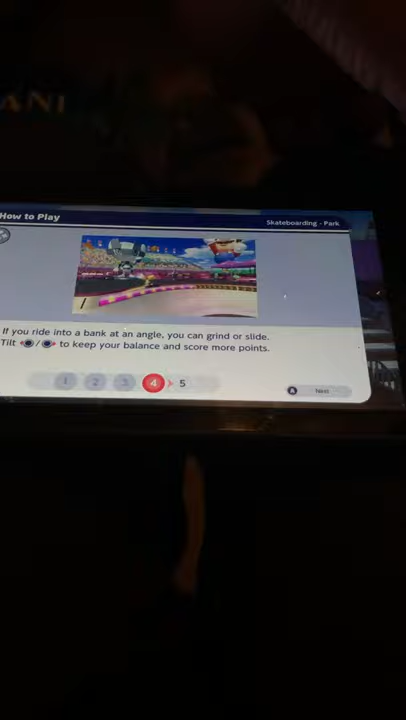 ANI
How to Play
Skateboarding - Park
If you ride into a bank at an angle, you can grind or slide.
Tilt / to keep your balance and score more points.
1 2 3 4 5
A Next